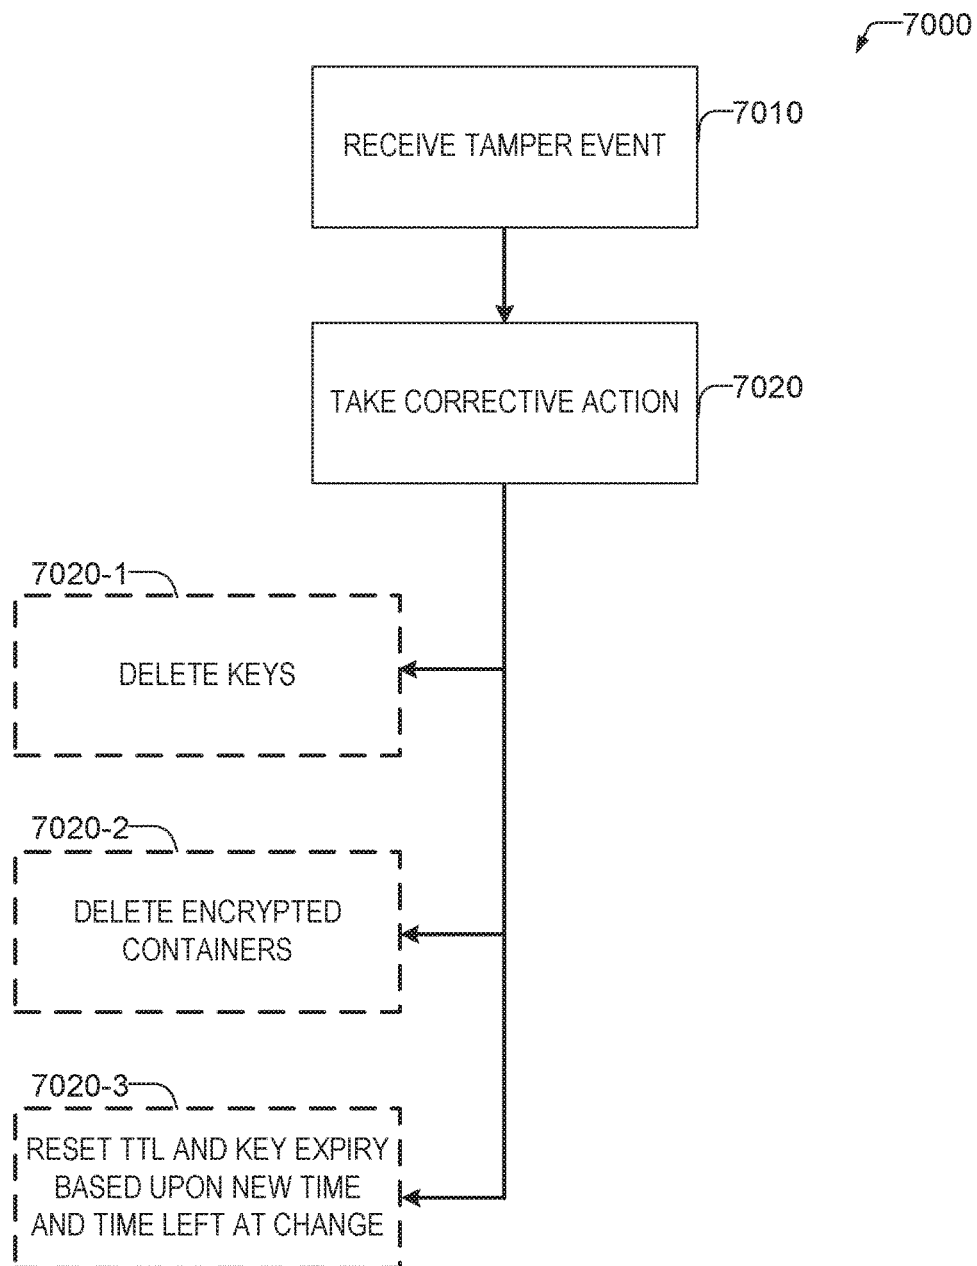 7000
RECEIVE TAMPER EVENT
7010
TAKE CORRECTIVE ACTION
7020
7020-1
DELETE KEYS
7020-2
DELETE ENCRYPTED
CONTAINERS
7020-3
RESET TTL AND KEY EXPIRY
BASED UPON NEW TIME
AND TIME LEFT AT CHANGE